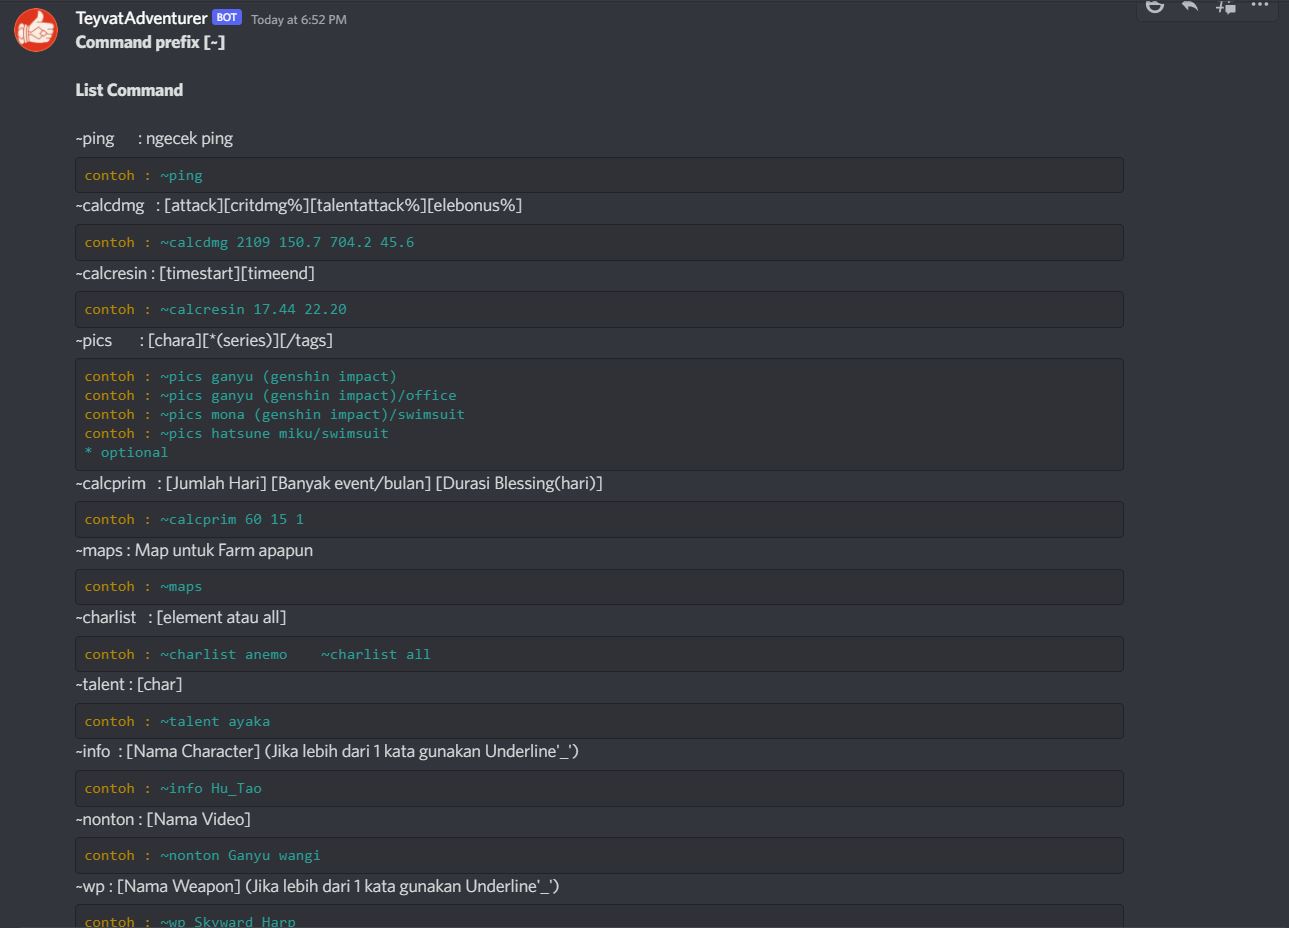 TeyvatAdventurer BOT Today at 6:52 PM
Command prefix [~]
List Command
~ping : ngecek ping
contoh : ~ping
~calcdmg : [attack][critdmg%][talentattack%][elebonus%]
contoh : ~calcdmg 2109 150.7 704.2 45.6
~calcresin : [timestart][timeend]
contoh : ~calcresin 17.44 22.20
~pics : [chara][*(series)][/tags]
contoh : ~pics ganyu (genshin impact)
contoh : ~pics ganyu (genshin impact)/office
contoh : ~pics mona (genshin impact)/swimsuit
contoh : ~pics hatsune miku/swimsuit
* optional
~calcprim : [Jumlah Hari] [Banyak event/bulan] [Durasi Blessing(hari)]
contoh : ~calcprim 60 15 1
~maps : Map untuk Farm apapun
contoh : ~maps
~charlist : [element atau all]
contoh : ~charlist anemo ~charlist all
~talent : [char]
contoh : ~talent ayaka
~info : [Nama Character] (Jika lebih dari 1 kata gunakan Underline'_')
contoh : ~info Hu_Tao
~nonton : [Nama Video]
contoh : ~nonton Ganyu wangi
~wp : [Nama Weapon] (Jika lebih dari 1 kata gunakan Underline'_')
contoh : ~wp Skyward Harp